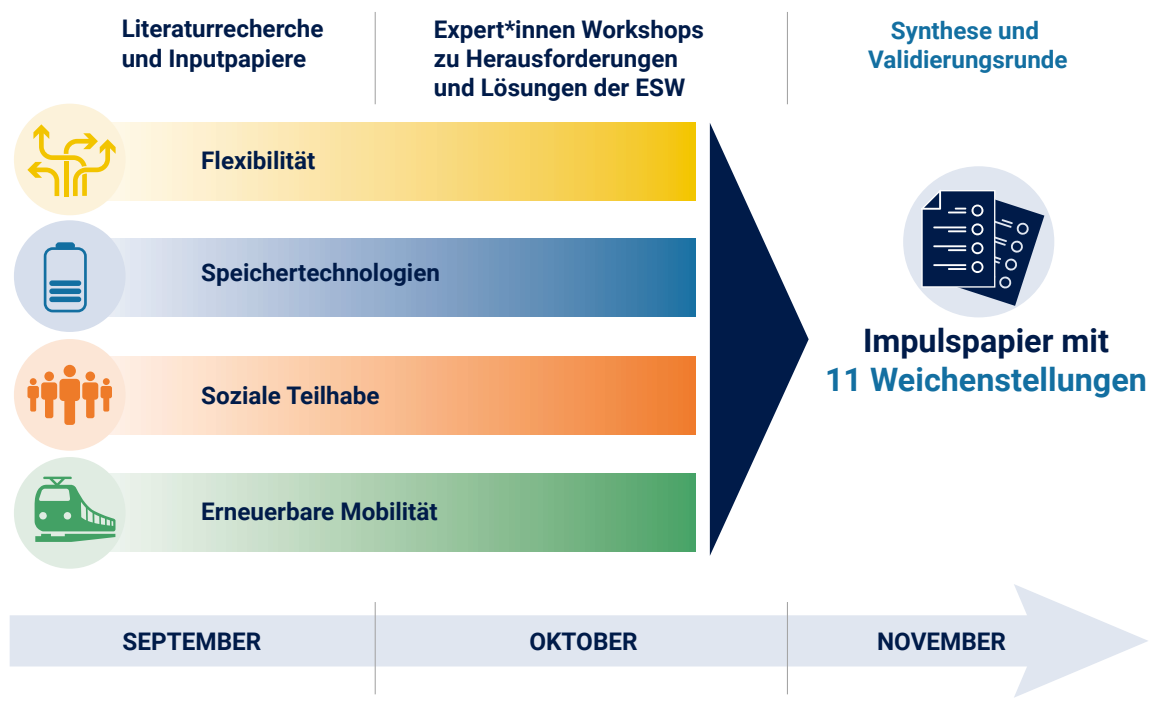 Literaturrecherche
und Inputpapiere
Expert*innen Workshops
zu Herausforderungen
und Lösungen der ESW
Synthese und
Validierungsrunde
Flexibilität
Speichertechnologien
Soziale Teilhabe
Erneuerbare Mobilität
Impulspapier mit
11 Weichenstellungen
SEPTEMBER
OKTOBER
NOVEMBER